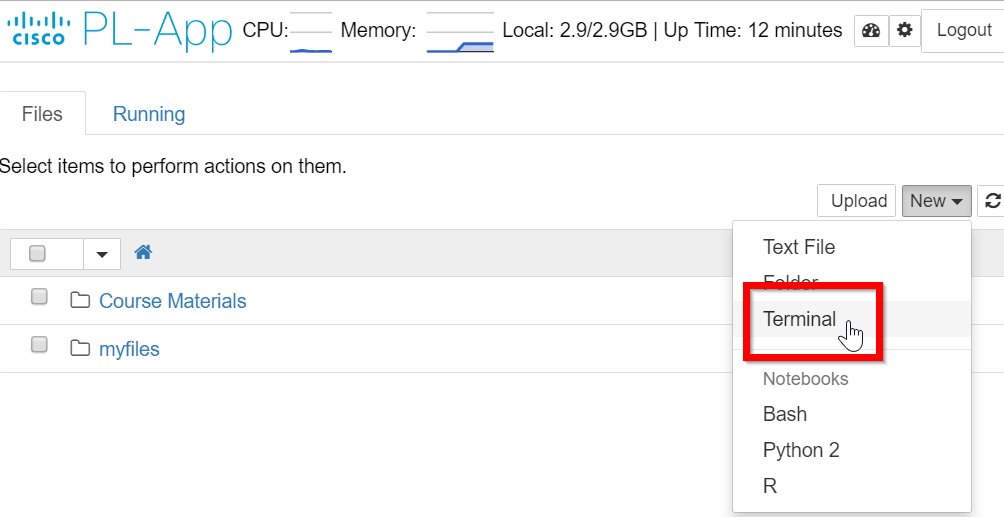 cisco PL-App CPU: Memory: Local: 2.9/2.9GB | Up Time: 12 minutes Logout
Files Running
Select items to perform actions on them.
Upload New
Text File
Folder
Course Materials
Terminal
myfiles
Notebooks
Bash
Python 2
R